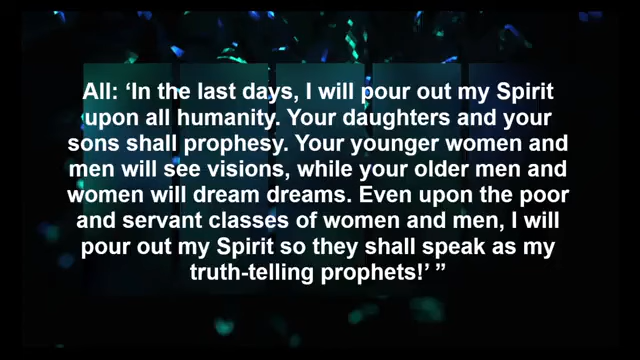 All: ‘In the last days, I will pour out my Spirit
upon all humanity. Your daughters and your
sons shall prophesy. Your younger women and
men will see visions, while your older men and
women will dream dreams. Even upon the poor
and servant classes of women and men, I will
pour out my Spirit so they shall speak as my
truth-telling prophets!’ ”